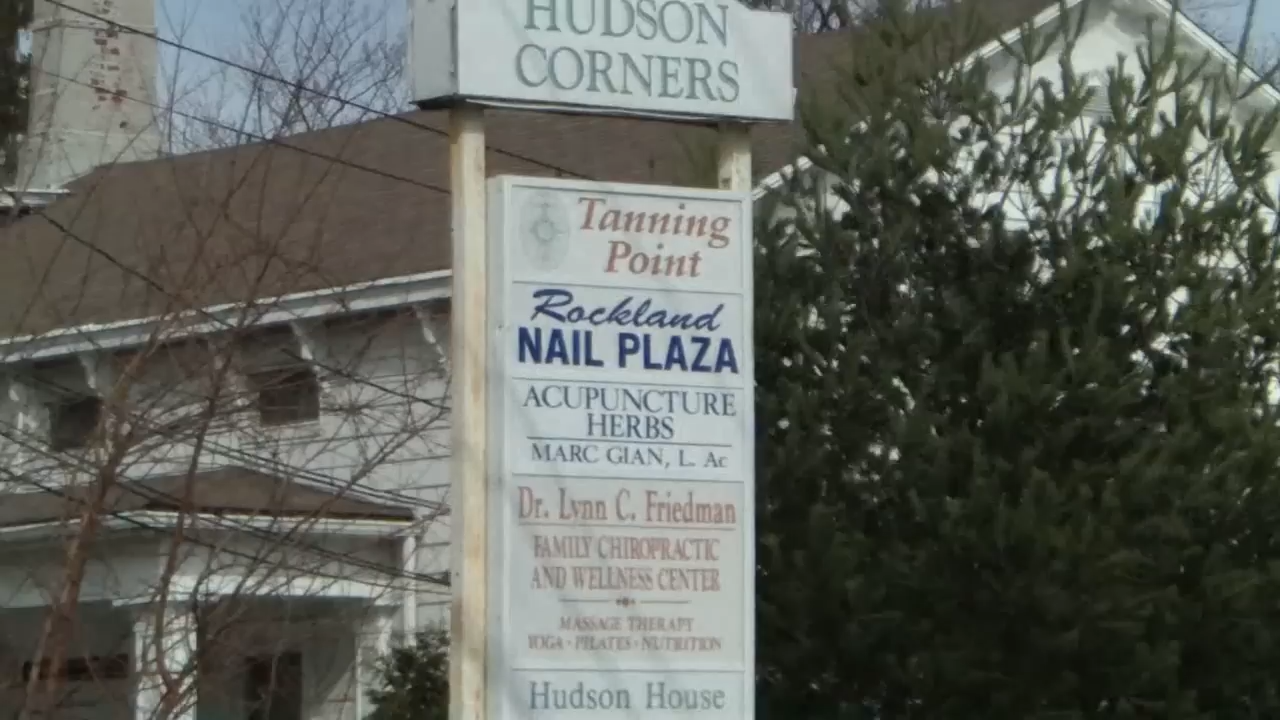 HUDSON
CORNERS
Tanning
Point
Rockland
NAIL PLAZA
ACUPUNCTURE
HERBS
MARC GIAN, L. Ac
Dr. Lynn C. Friedman
FAMILY CHIROPRACTIC
AND WELLNESS CENTER
MASSAGE THERAPY
YOGA • PILATES • NUTRITION
Hudson House